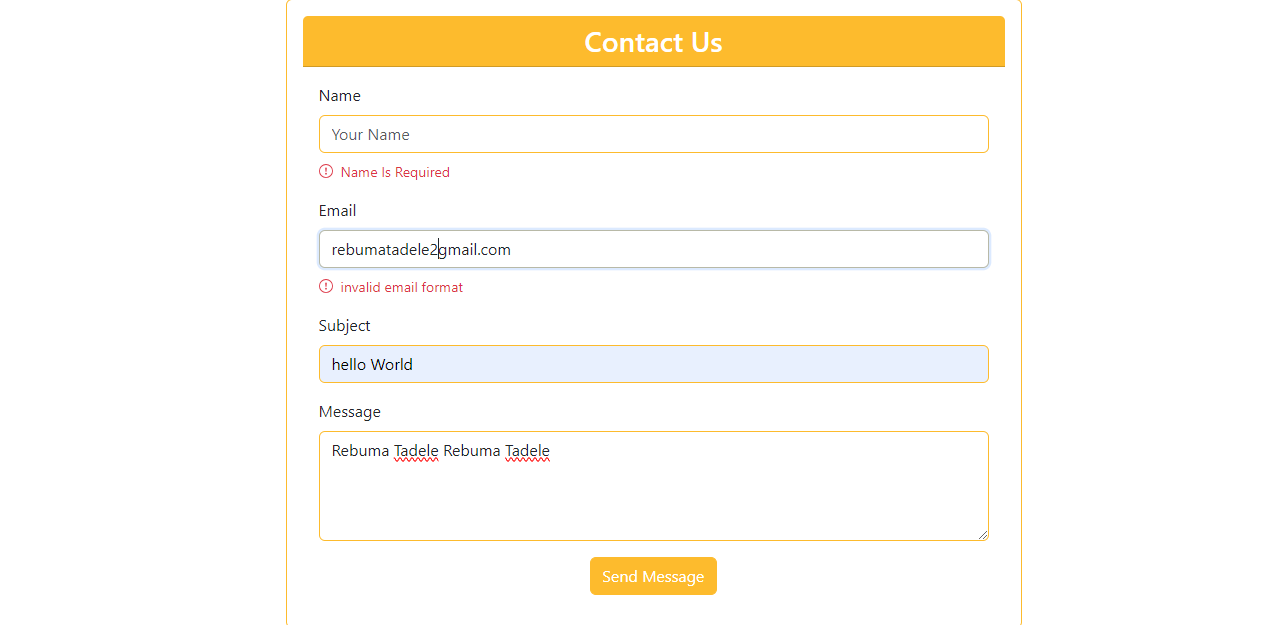 Contact Us
Name
Your Name
Name Is Required
Email
rebumatadele2gmail.com
invalid email format
Subject
hello World
Message
Rebuma Tadele Rebuma Tadele
Send Message